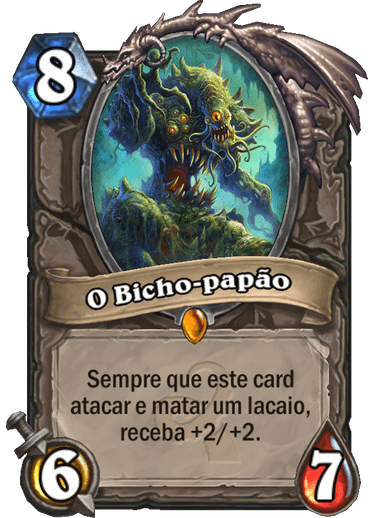 8
O Bicho-papão
Sempre que este card
atacar e matar um lacaio,
receba +2/+2.
6
7